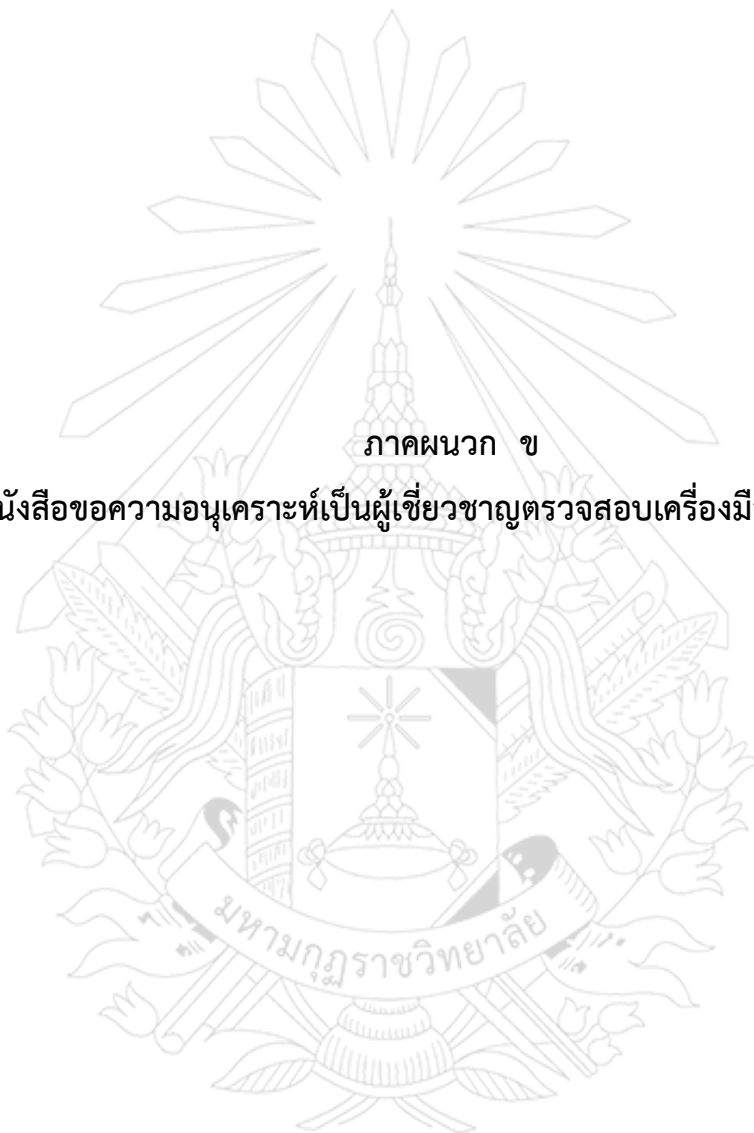 ภาคผนวก ข
นังสือขอความอนุเคราะห์เป็นผู้เชี่ยวชาญตรวจสอบเครื่องมือ
มหามกุฏราชวิทยาลัย